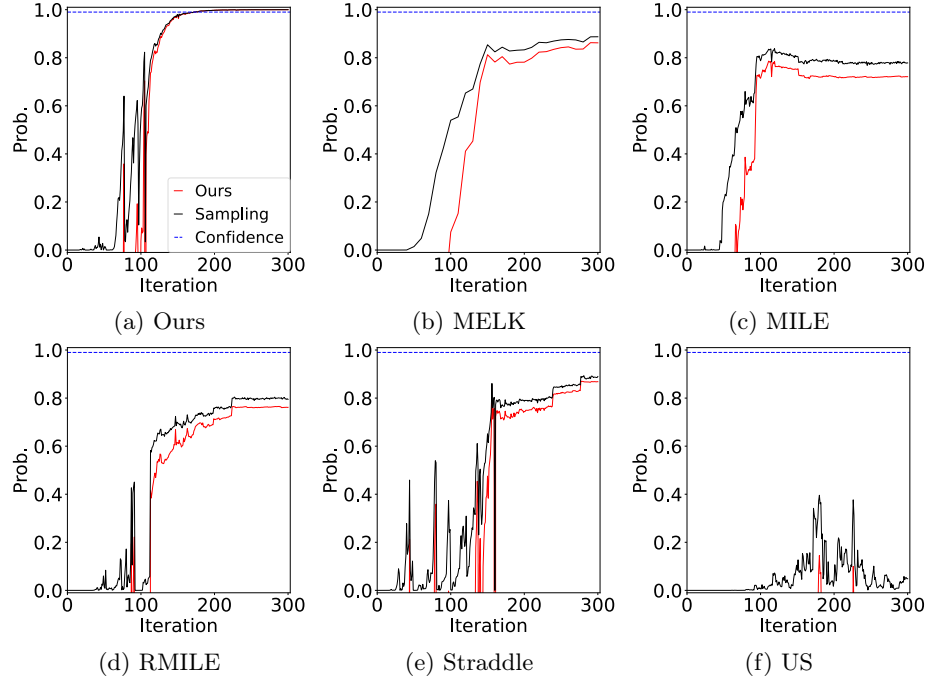 1.0
0.8
0.6
0.4
0.2
0.0
Prob.
Ours
Sampling
Confidence
0 100 200 300
Iteration
(a) Ours
1.0
0.8
0.6
0.4
0.2
0.0
Prob.
0 100 200 300
Iteration
(b) MELK
1.0
0.8
0.6
0.4
0.2
0.0
Prob.
0 100 200 300
Iteration
(c) MILE
1.0
0.8
0.6
0.4
0.2
0.0
Prob.
0 100 200 300
Iteration
(d) RMILE
1.0
0.8
0.6
0.4
0.2
0.0
Prob.
0 100 200 300
Iteration
(e) Straddle
1.0
0.8
0.6
0.4
0.2
0.0
Prob.
0 100 200 300
Iteration
(f) US